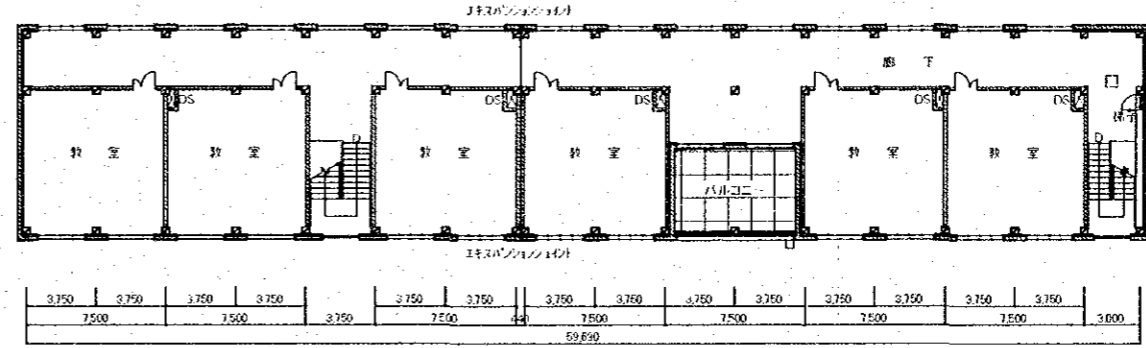 エキスパンションジョイント
廊 下
DS DS DS DS DS
梯子
D D
教 室 教 室 教 室 教 室 教 室 教 室
バルコニー
エキスパンションジョイント
3,750 3,750 3,750 3,750 3,750 3,750 3,750 3,750 3,750 3,750 3,750 3,750 3,750 3,750
7,500 7,500 3,750 7,500 7,500 7,500 7,500 7,500 3,000